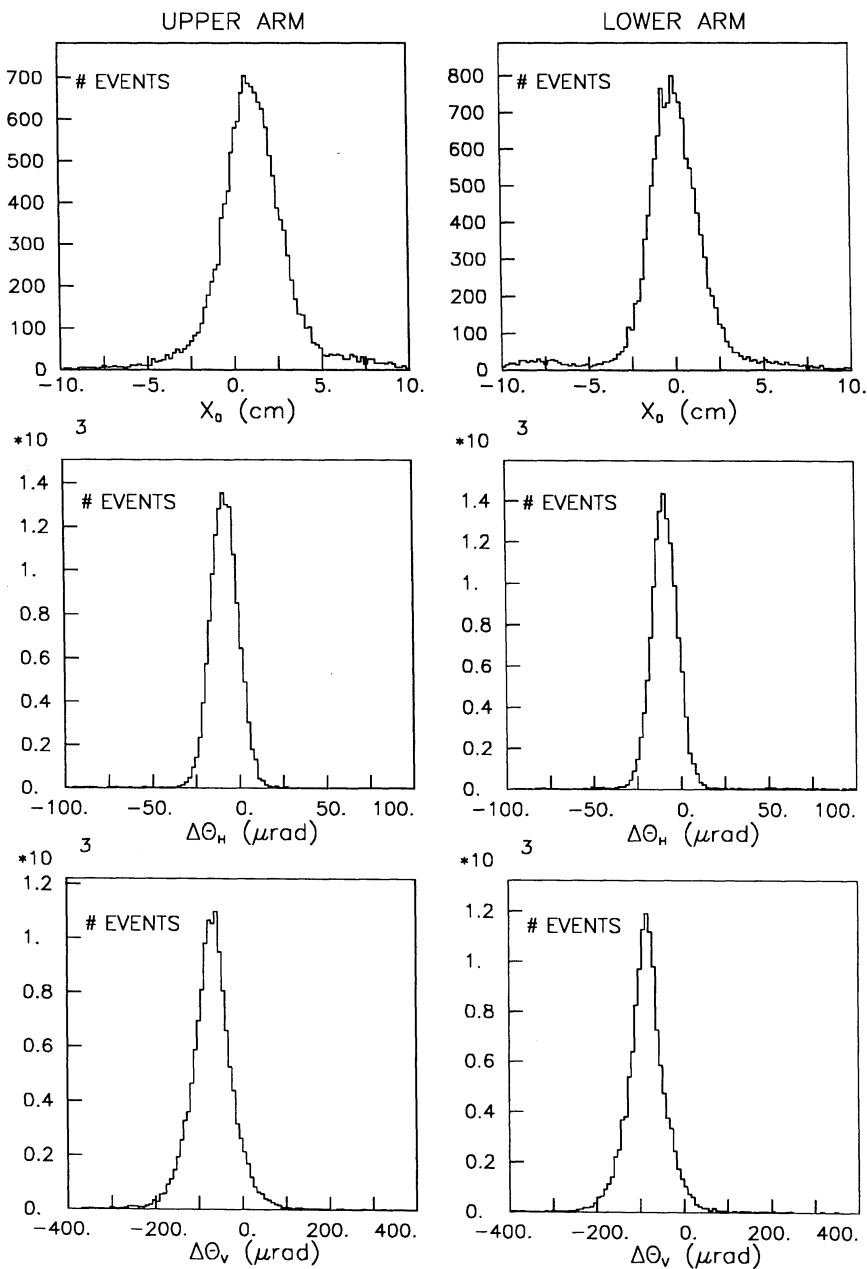 UPPER ARM
LOWER ARM
# EVENTS
700
600
500
400
300
200
100
0
-10. -5. 0. 5. 10.
X₀ (cm)
# EVENTS
800
700
600
500
400
300
200
100
0
-10. -5. 0. 5. 10.
X₀ (cm)
*10 3
# EVENTS
1.4
1.2
1.
0.8
0.6
0.4
0.2
0.
-100. -50. 0. 50. 100.
ΔΘH (μrad)
*10 3
# EVENTS
1.4
1.2
1.
0.8
0.6
0.4
0.2
0.
-100. -50. 0. 50. 100.
ΔΘH (μrad)
*10 3
# EVENTS
1.2
1.
0.8
0.6
0.4
0.2
0.
-400. -200. 0. 200. 400.
ΔΘV (μrad)
*10 3
# EVENTS
1.2
1.
0.8
0.6
0.4
0.2
0.
-400. -200. 0. 200. 400.
ΔΘV (μrad)